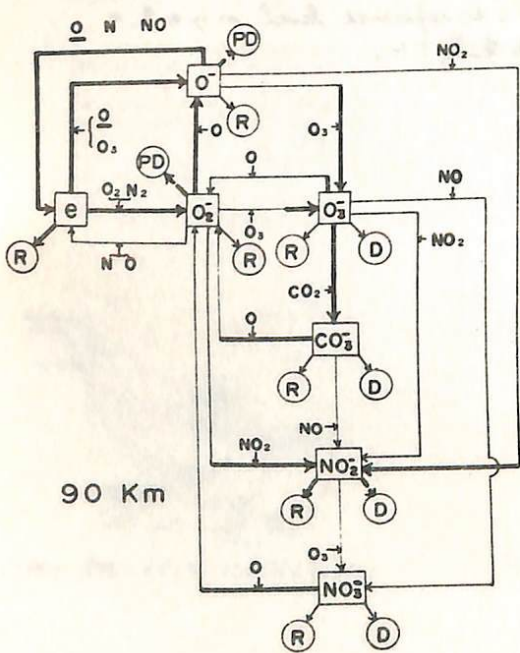 O N NO
PD
NO₂
O⁻
O
O₃
R
O
O₃
PD
O
NO
e
O₂ N₂
O₂⁻
O₃
O₃⁻
NO₂
R
N O
R
R
D
CO₂
O
CO₃⁻
R
D
NO
NO₂
NO₂⁻
90 Km
R
D
O₃
O
NO₃⁻
R
D